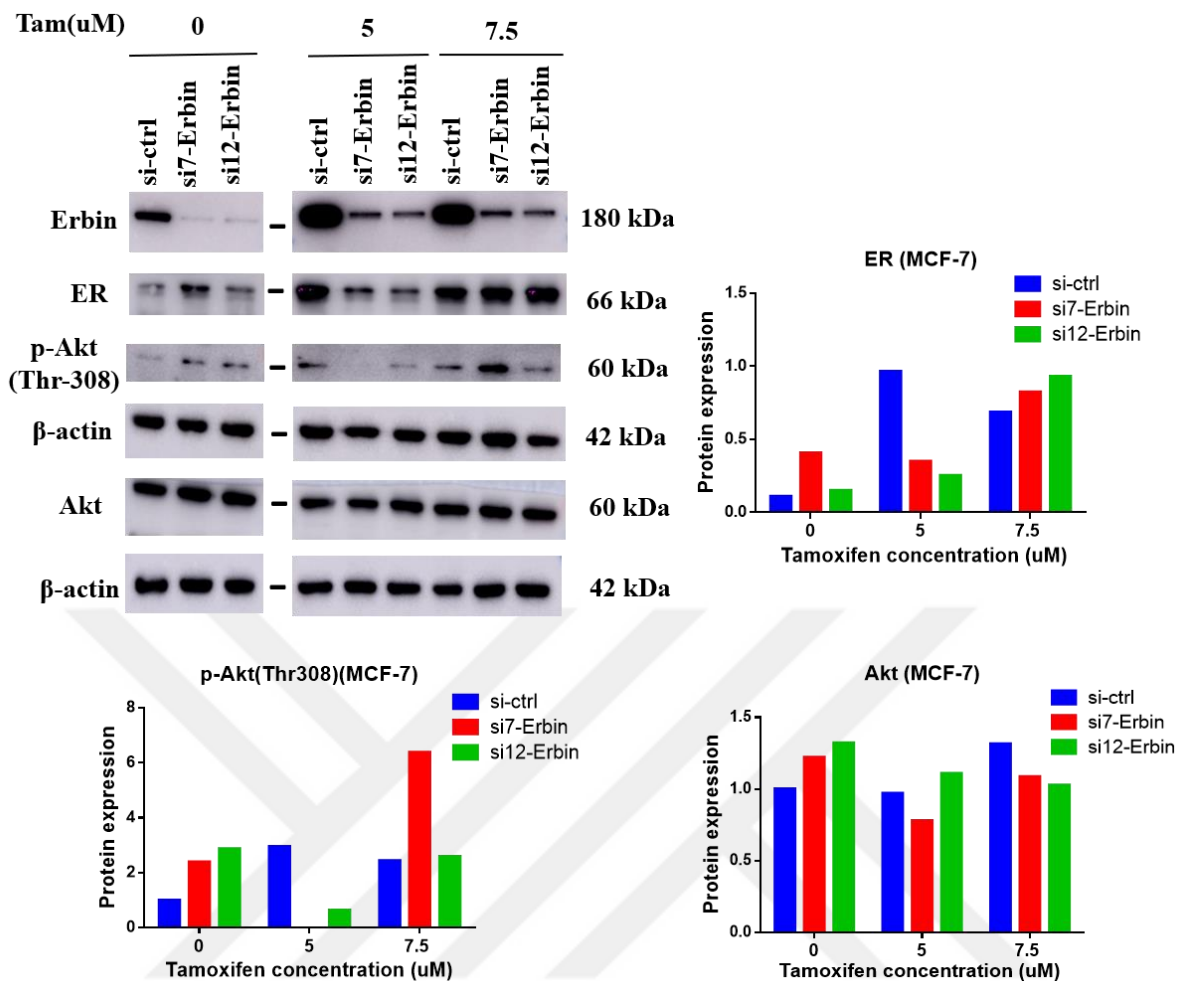 Tam(uM) 0 5 7.5
si-ctrl si7-Erbin si12-Erbin si-ctrl si7-Erbin si12-Erbin si-ctrl si7-Erbin si12-Erbin
Erbin 180 kDa
ER 66 kDa
p-Akt
(Thr-308) 60 kDa
β-actin 42 kDa
Akt 60 kDa
β-actin 42 kDa
ER (MCF-7)
si-ctrl
si7-Erbin
si12-Erbin
Protein expression
1.5
1.0
0.5
0.0
0 5 7.5
Tamoxifen concentration (uM)
p-Akt(Thr308)(MCF-7)
si-ctrl
si7-Erbin
si12-Erbin
Protein expression
8
6
4
2
0
0 5 7.5
Tamoxifen concentration (uM)
Akt (MCF-7)
si-ctrl
si7-Erbin
si12-Erbin
Protein expression
1.5
1.0
0.5
0.0
0 5 7.5
Tamoxifen concentration (uM)